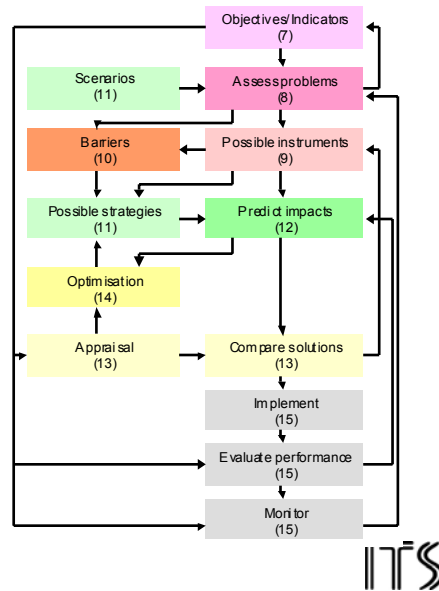 Objectives/Indicators
(7)
Scenarios
(11)
Assess problems
(8)
Barriers
(10)
Possible instruments
(9)
Possible strategies
(11)
Predict impacts
(12)
Optimisation
(14)
Appraisal
(13)
Compare solutions
(13)
Implement
(15)
Evaluate performance
(15)
Monitor
(15)
ITS